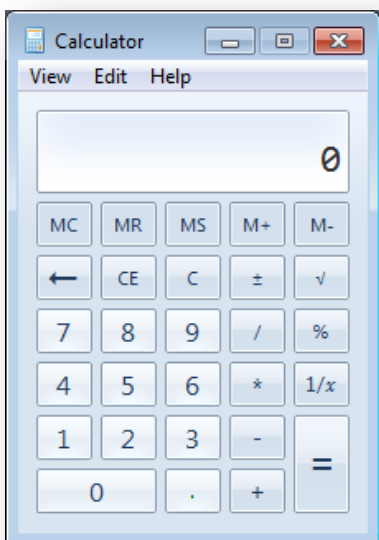 Calculator
View Edit Help
0
MC MR MS M+ M-
← CE C ± √
7 8 9 / %
4 5 6 * 1/x
1 2 3 -
0 . + =